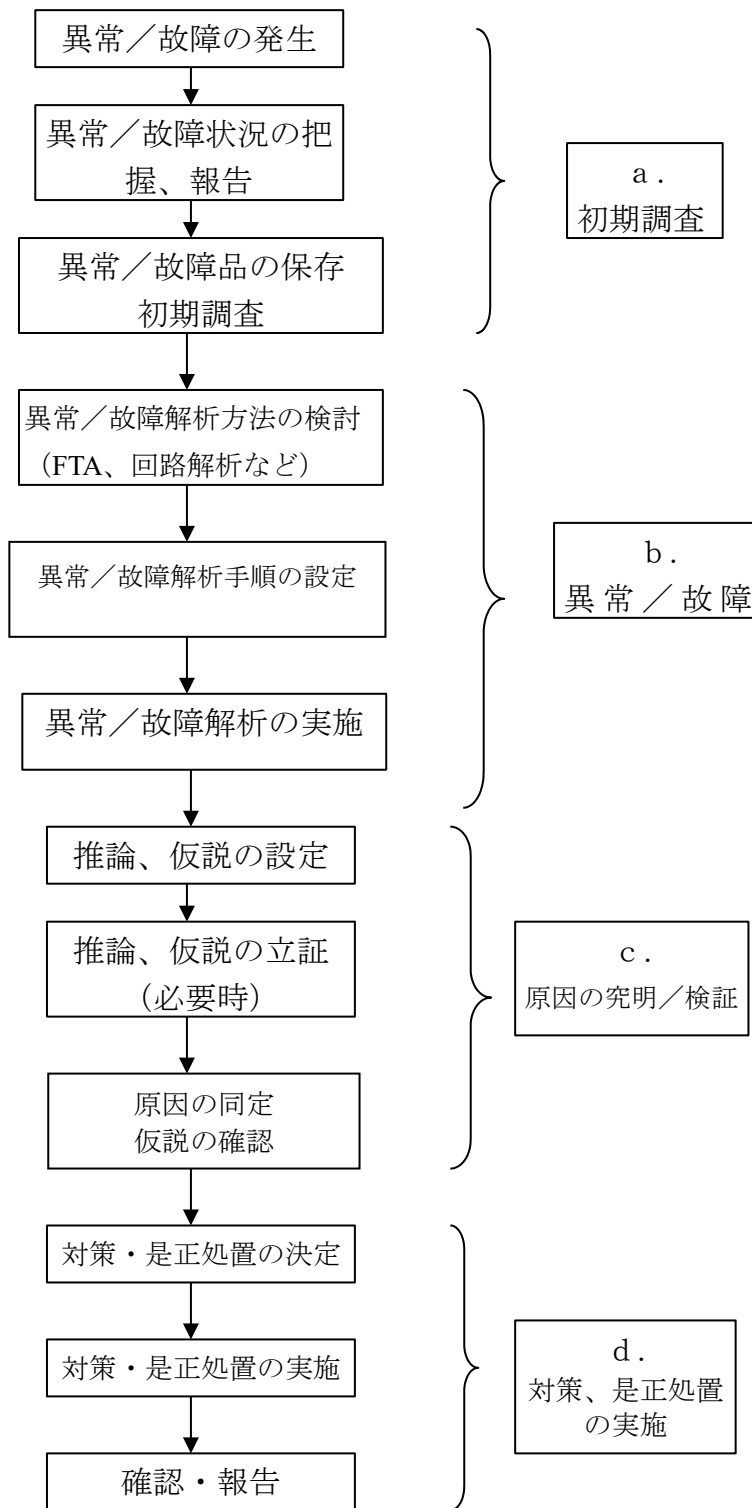 異常／故障の発生
異常／故障状況の把
握、報告
異常／故障品の保存
初期調査
a.
初期調査
異常／故障解析方法の検討
（FTA、回路解析など）
異常／故障解析手順の設定
異常／故障解析の実施
b.
異常／故障
推論、仮説の設定
推論、仮説の立証
（必要時）
原因の同定
仮説の確認
c.
原因の究明／検証
対策・是正処置の決定
対策・是正処置の実施
確認・報告
d.
対策、是正処置
の実施